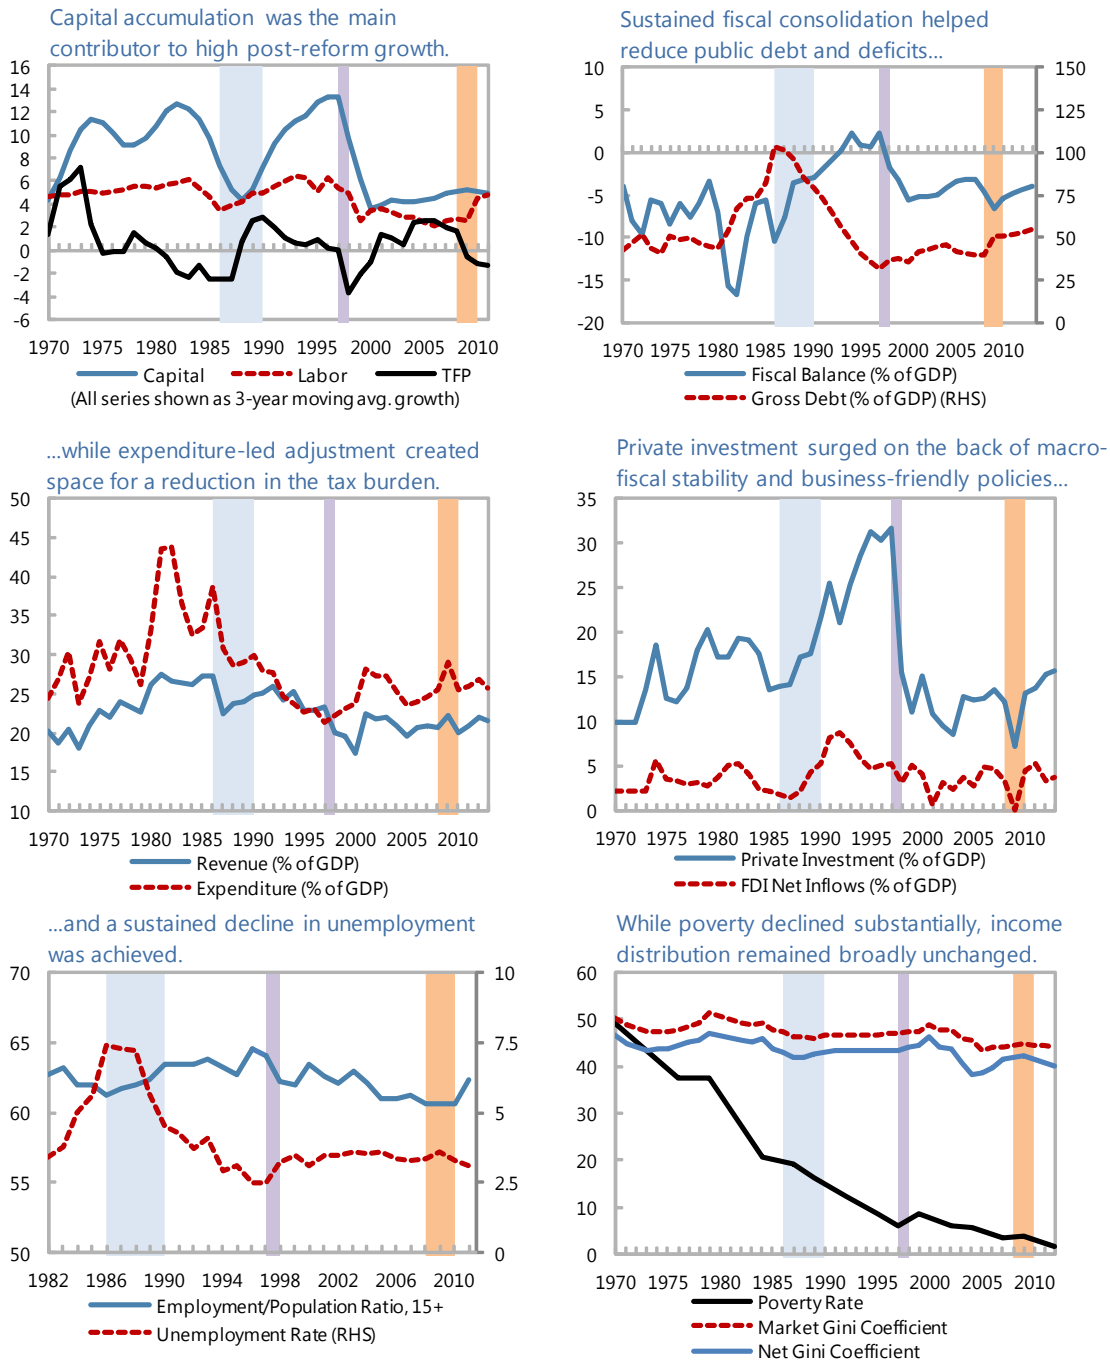 Capital accumulation was the main
contributor to high post-reform growth.
16
14
12
10
8
6
4
2
0
-2
-4
-6
1970 1975 1980 1985 1990 1995 2000 2005 2010
Capital Labor TFP
(All series shown as 3-year moving avg. growth)
Sustained fiscal consolidation helped
reduce public debt and deficits...
10 150
5 125
0 100
-5 75
-10 50
-15 25
-20 0
1970 1975 1980 1985 1990 1995 2000 2005 2010
Fiscal Balance (% of GDP)
Gross Debt (% of GDP) (RHS)
...while expenditure-led adjustment created
space for a reduction in the tax burden.
50
45
40
35
30
25
20
15
10
1970 1975 1980 1985 1990 1995 2000 2005 2010
Revenue (% of GDP)
Expenditure (% of GDP)
Private investment surged on the back of macro-
fiscal stability and business-friendly policies...
35
30
25
20
15
10
5
0
1970 1975 1980 1985 1990 1995 2000 2005 2010
Private Investment (% of GDP)
FDI Net Inflows (% of GDP)
...and a sustained decline in unemployment
was achieved.
70 10
65 7.5
60 5
55 2.5
50 0
1982 1986 1990 1994 1998 2002 2006 2010
Employment/Population Ratio, 15+
Unemployment Rate (RHS)
While poverty declined substantially, income
distribution remained broadly unchanged.
60
50
40
30
20
10
0
1970 1975 1980 1985 1990 1995 2000 2005 2010
Poverty Rate
Market Gini Coefficient
Net Gini Coefficient